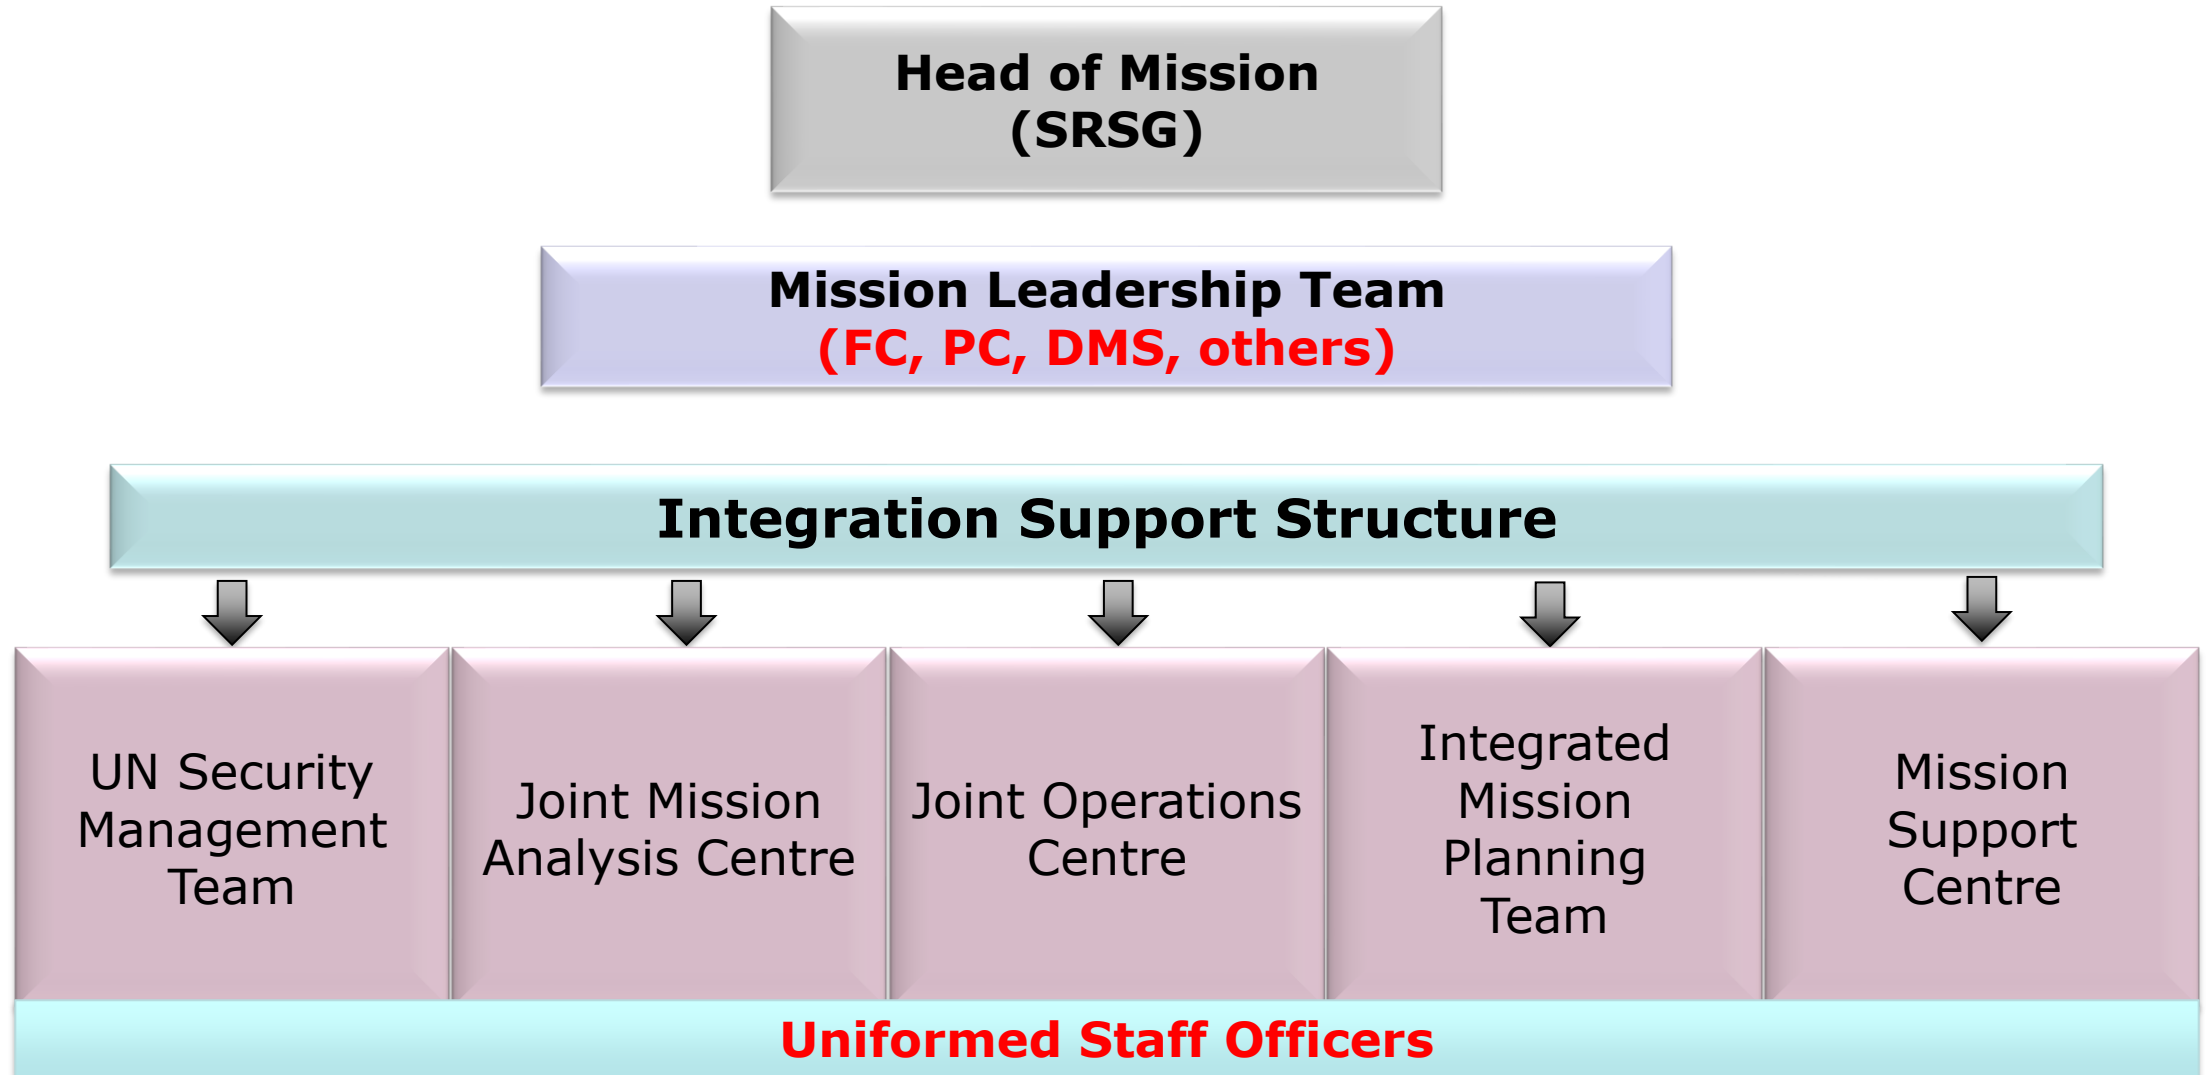 Head of Mission
(SRSG)
Mission Leadership Team
(FC, PC, DMS, others)
Integration Support Structure
UN Security
Management
Team
Joint Mission
Analysis Centre
Joint Operations
Centre
Integrated
Mission
Planning
Team
Mission
Support
Centre
Uniformed Staff Officers